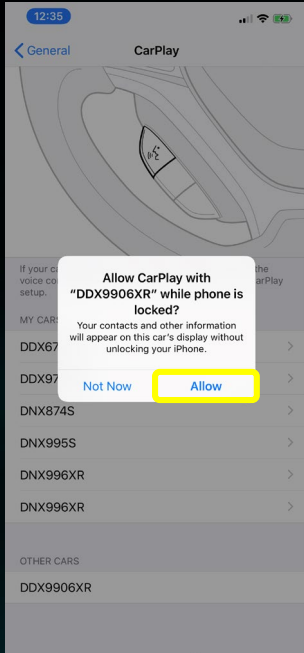 12:35
General
CarPlay
If your ca the
voice co arPlay
setup.
Allow CarPlay with
“DDX9906XR” while phone is
locked?
Your contacts and other information
will appear on this car's display without
unlocking your iPhone.
Not Now
Allow
MY CARS
DDX67
DDX97
DNX874S
DNX995S
DNX996XR
DNX996XR
OTHER CARS
DDX9906XR